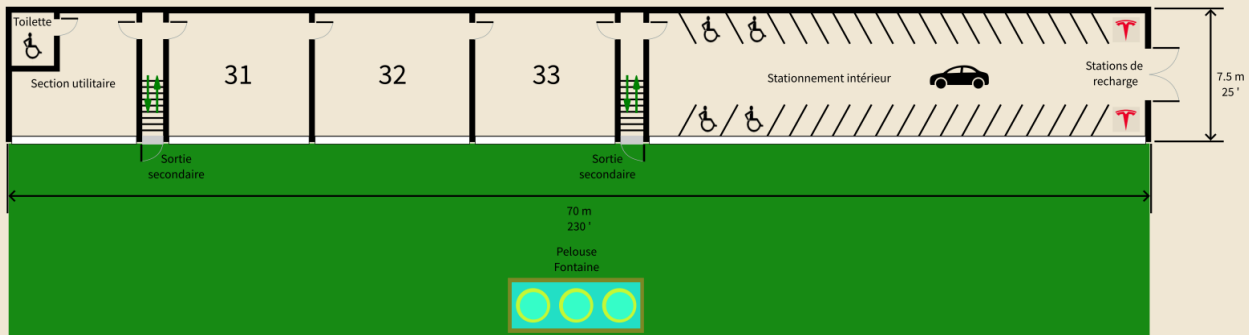 Toilette
Section utilitaire
31
32
33
Stationnement intérieur
Stations de
recharge
7.5 m
25 '
Sortie
secondaire
Sortie
secondaire
70 m
230 '
Pelouse
Fontaine